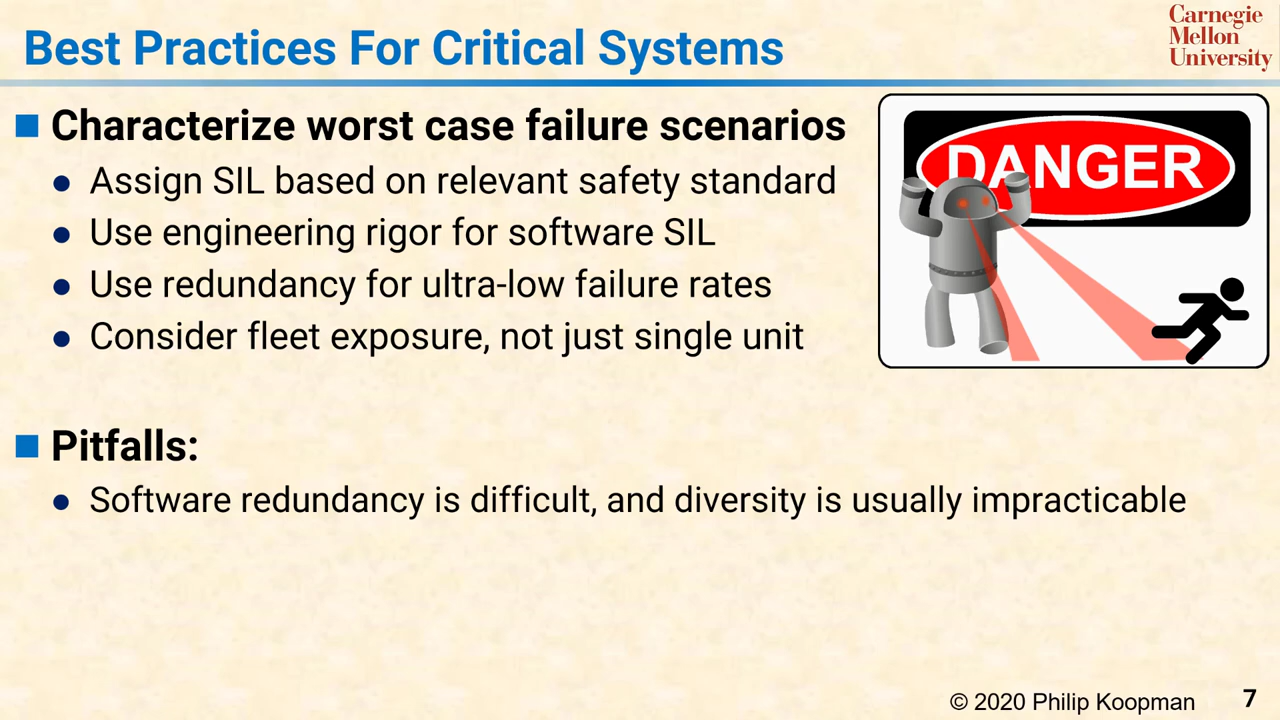 Best Practices For Critical Systems
Carnegie
Mellon
University
Characterize worst case failure scenarios
Assign SIL based on relevant safety standard
Use engineering rigor for software SIL
Use redundancy for ultra-low failure rates
Consider fleet exposure, not just single unit
DANGER
Pitfalls:
Software redundancy is difficult, and diversity is usually impracticable
© 2020 Philip Koopman
7